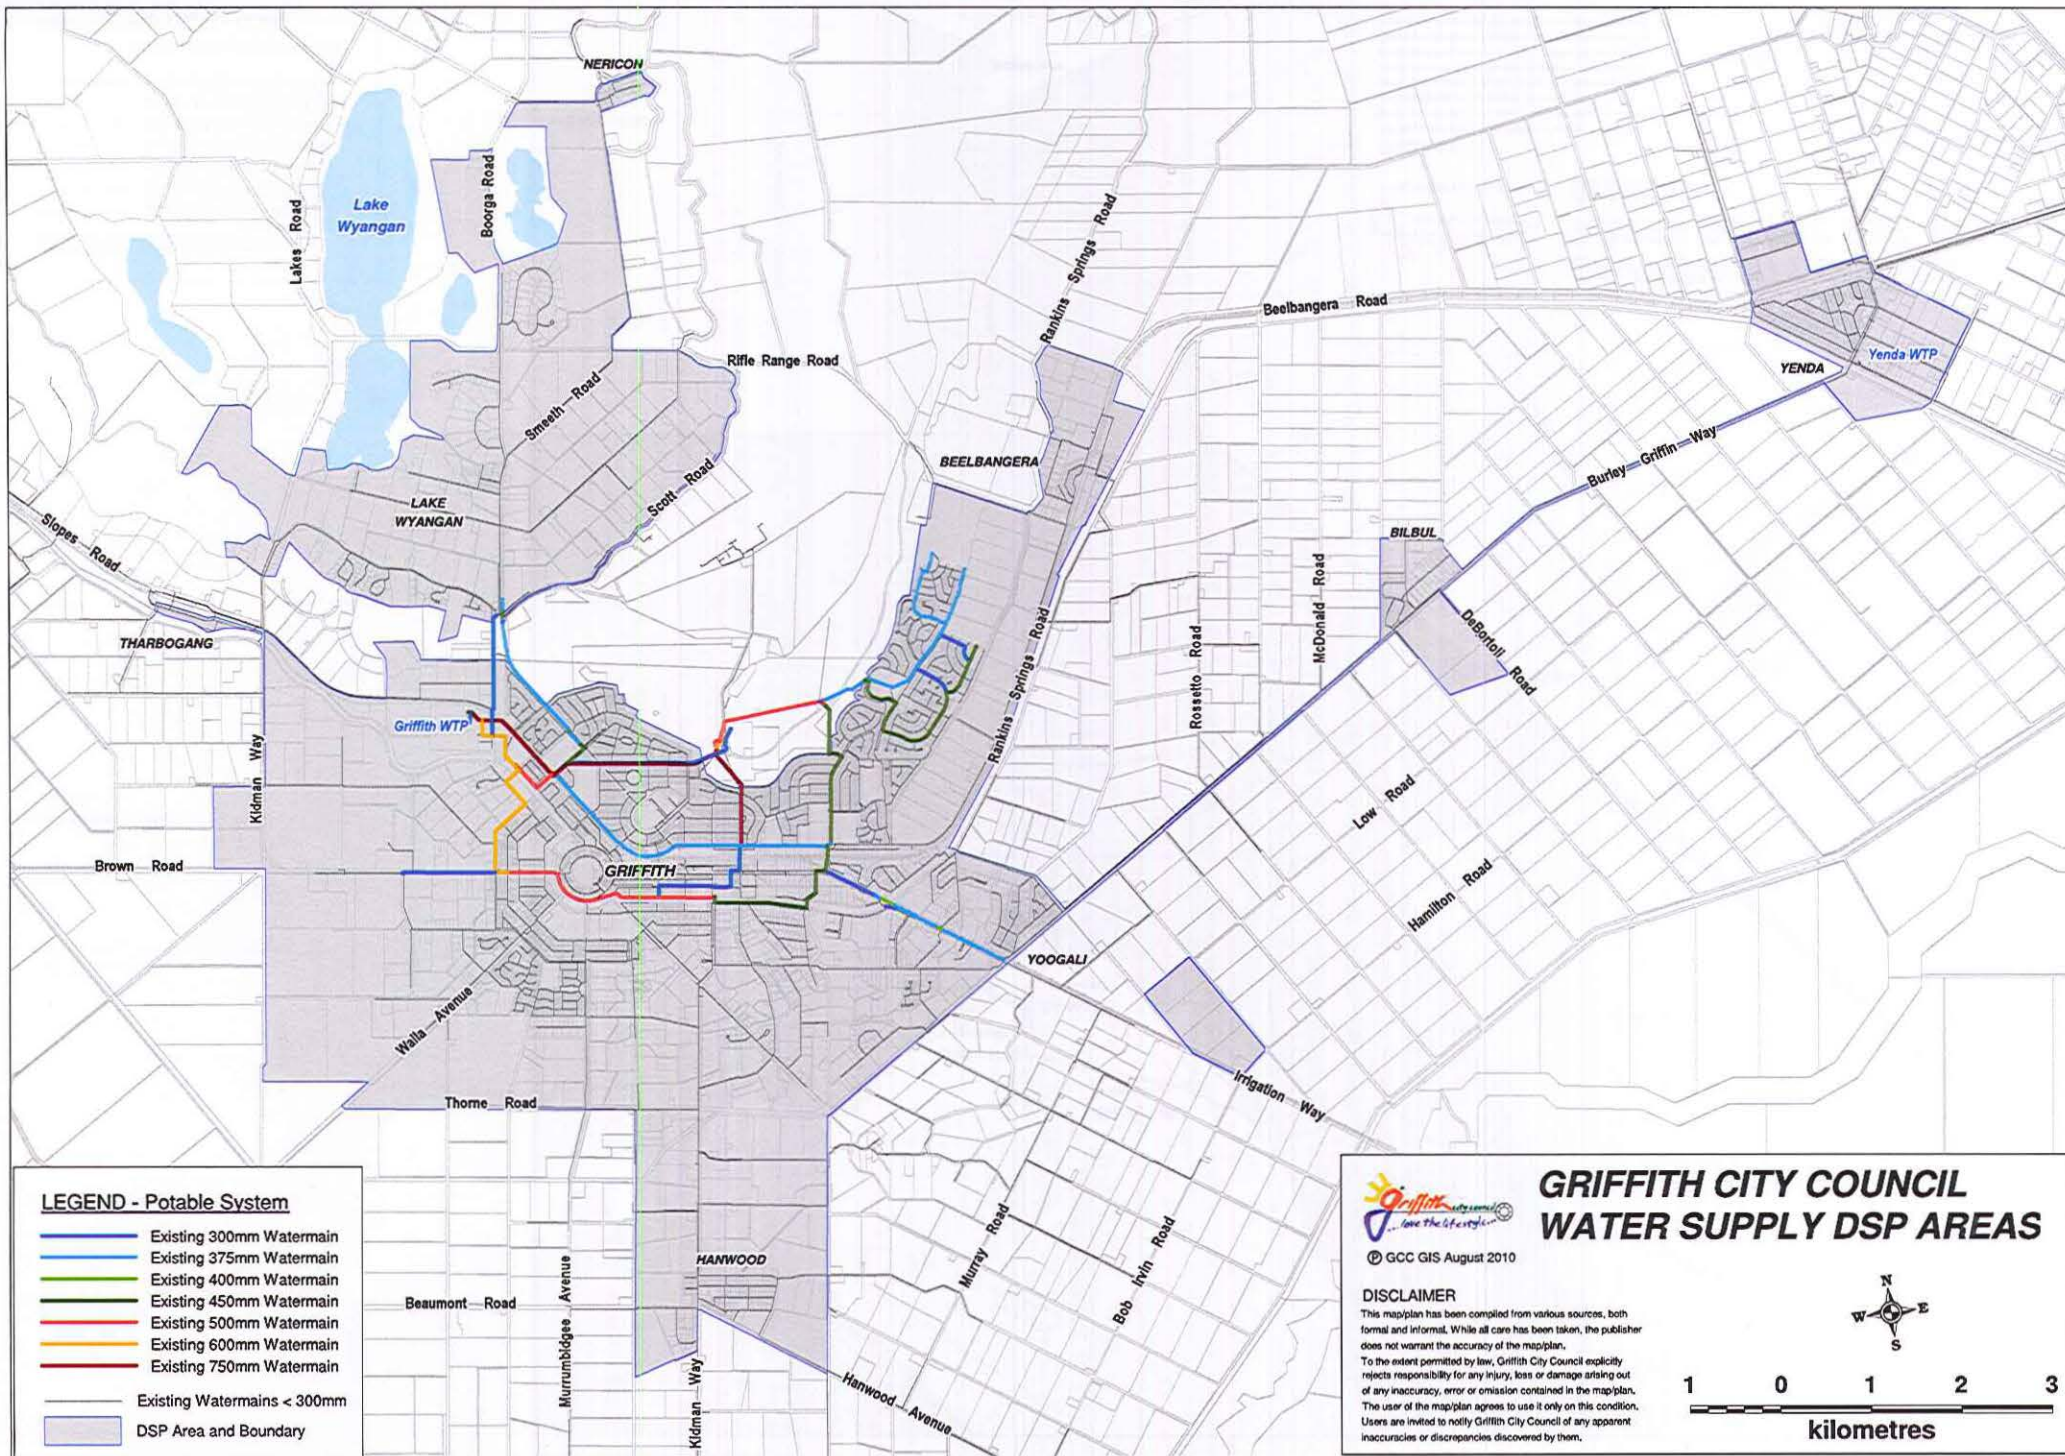 NERICON
Lake
Wyangan
Boorga Road
Lakes Road
Rankins Springs Road
Beelbangera Road
Rifle Range Road
Yenda WTP
YENDA
Smeeth Road
BEELBANGERA
Burley Griffin Way
Scott Road
LAKE
WYANGAN
Slopes Road
BILBUL
McDonald Road
DeBortoli Road
THARBOGANG
Rossetto Road
Rankins Springs Road
Griffith WTP
Kidman Way
Low Road
Brown Road
GRIFFITH
Hamilton Road
YOOGALI
Walla Avenue
Irrigation Way
Thorne Road
HANWOOD
Murray Road
Bob Irvin Road
Beaumont Road
Murrumbidgee Avenue
Kidman Way
Hanwood Avenue
LEGEND - Potable System
Existing 300mm Watermain
Existing 375mm Watermain
Existing 400mm Watermain
Existing 450mm Watermain
Existing 500mm Watermain
Existing 600mm Watermain
Existing 750mm Watermain
Existing Watermains < 300mm
DSP Area and Boundary
griffith city council
...love the lifestyle...
GRIFFITH CITY COUNCIL
WATER SUPPLY DSP AREAS
Ⓟ GCC GIS August 2010
DISCLAIMER
This map/plan has been compiled from various sources, both
formal and informal. While all care has been taken, the publisher
does not warrant the accuracy of the map/plan.
To the extent permitted by law, Griffith City Council explicitly
rejects responsibility for any injury, loss or damage arising out
of any inaccuracy, error or omission contained in the map/plan.
The user of the map/plan agrees to use it only on this condition.
Users are invited to notify Griffith City Council of any apparent
inaccuracies or discrepancies discovered by them.
N
W E
S
1 0 1 2 3
kilometres